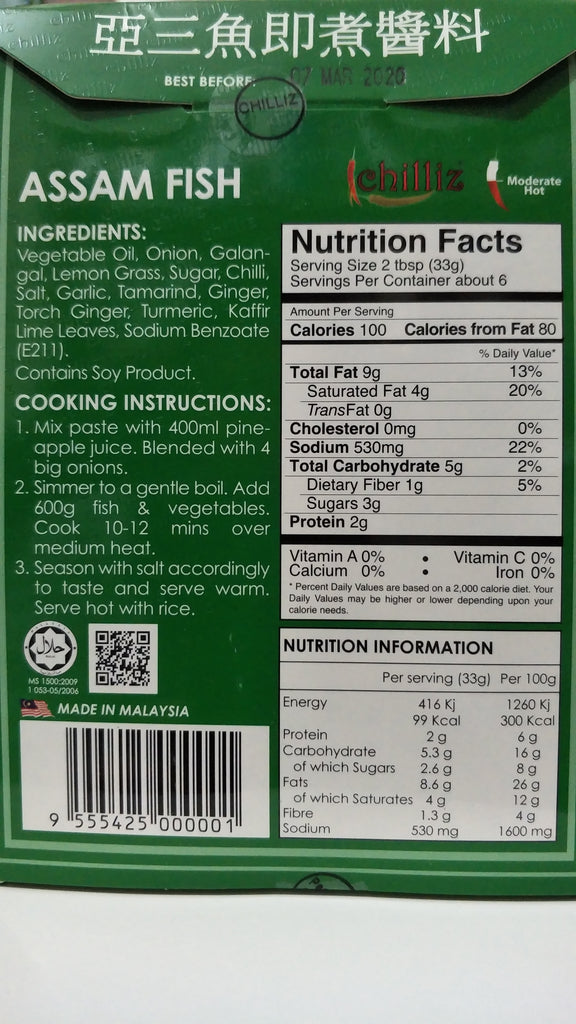 亞三魚即煮醬料
BEST BEFORE: 07 MAR 2020
CHILLIZ
ASSAM FISH
chilliz
Moderate
Hot
INGREDIENTS:
Vegetable Oil, Onion, Galan-
gal, Lemon Grass, Sugar, Chilli,
Salt, Garlic, Tamarind, Ginger,
Torch Ginger, Turmeric, Kaffir
Lime Leaves, Sodium Benzoate
(E211).
Contains Soy Product.
COOKING INSTRUCTIONS:
1. Mix paste with 400ml pine-
apple juice. Blended with 4
big onions.
2. Simmer to a gentle boil. Add
600g fish & vegetables.
Cook 10-12 mins over
medium heat.
3. Season with salt accordingly
to taste and serve warm.
Serve hot with rice.
حلال
MS 1500:2009
1 053-05/2006
MADE IN MALAYSIA
9 555425 000001
Nutrition Facts
Serving Size 2 tbsp (33g)
Servings Per Container about 6
Amount Per Serving
Calories 100 Calories from Fat 80
% Daily Value*
Total Fat 9g 13%
Saturated Fat 4g 20%
TransFat 0g
Cholesterol 0mg 0%
Sodium 530mg 22%
Total Carbohydrate 5g 2%
Dietary Fiber 1g 5%
Sugars 3g
Protein 2g
Vitamin A 0% • Vitamin C 0%
Calcium 0% • Iron 0%
* Percent Daily Values are based on a 2,000 calorie diet. Your
Daily Values may be higher or lower depending upon your
calorie needs.
NUTRITION INFORMATION
Per serving (33g) Per 100g
Energy 416 Kj 1260 Kj
99 Kcal 300 Kcal
Protein 2 g 6 g
Carbohydrate 5.3 g 16 g
of which Sugars 2.6 g 8 g
Fats 8.6 g 26 g
of which Saturates 4 g 12 g
Fibre 1.3 g 4 g
Sodium 530 mg 1600 mg